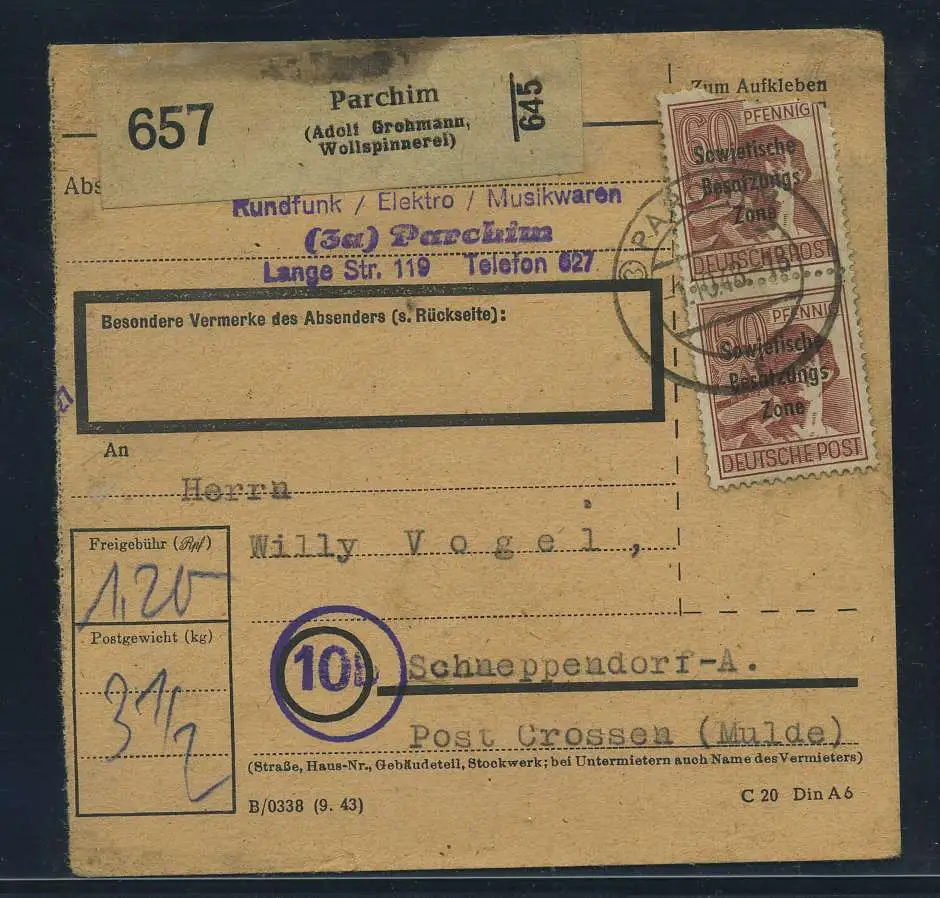 657
Parchim
(Adolf Grohmann,
Wollspinnerei)
645
Zum Aufkleben
Abs
Rundfunk / Elektro / Musikwaren
(3a) Parchim
Lange Str. 119 Telefon 627
60 PFENNIG
Sowjetische
Besatzungs
Zone
DEUTSCHE POST
60 PFENNIG
Sowjetische
Besatzungs
Zone
DEUTSCHE POST
Besondere Vermerke des Absenders (s. Rückseite):
An
Herrn
Willy Vogel,
Freigebühr (Rpf)
1,20
Postgewicht (kg)
3 1/2
10b
Schneppendorf-A.
Post Crossen (Mulde)
(Straße, Haus-Nr., Gebäudeteil, Stockwerk; bei Untermietern auch Name des Vermieters)
B/0338 (9. 43)
C 20 Din A 6